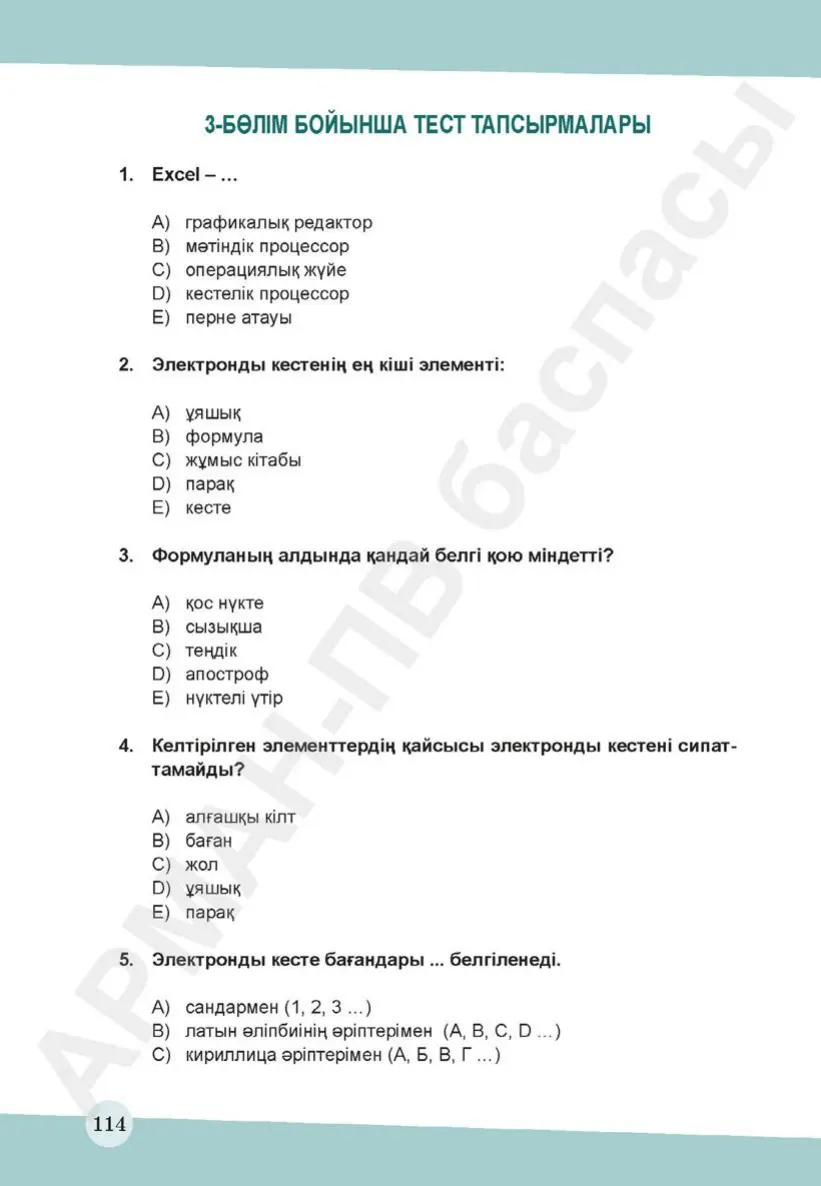 3-БӨЛІМ БОЙЫНША ТЕСТ ТАПСЫРМАЛАРЫ
1. Excel – ...
A) графикалық редактор
B) мәтіндік процессор
C) операциялық жүйе
D) кестелік процессор
E) перне атауы
2. Электронды кестенің ең кіші элементі:
A) ұяшық
B) формула
C) жұмыс кітабы
D) парақ
E) кесте
3. Формуланың алдында қандай белгі қою міндетті?
A) қос нүкте
B) сызықша
C) теңдік
D) апостроф
E) нүктелі үтір
4. Келтірілген элементтердің қайсысы электронды кестені сипат-
тамайды?
A) алғашқы кілт
B) баған
C) жол
D) ұяшық
E) парақ
5. Электронды кесте бағандары ... белгіленеді.
A) сандармен (1, 2, 3 ...)
B) латын әліпбиінің әріптерімен (A, B, C, D ...)
C) кириллица әріптерімен (А, Б, В, Г ...)
114
АРМАН-ПВ баспасы